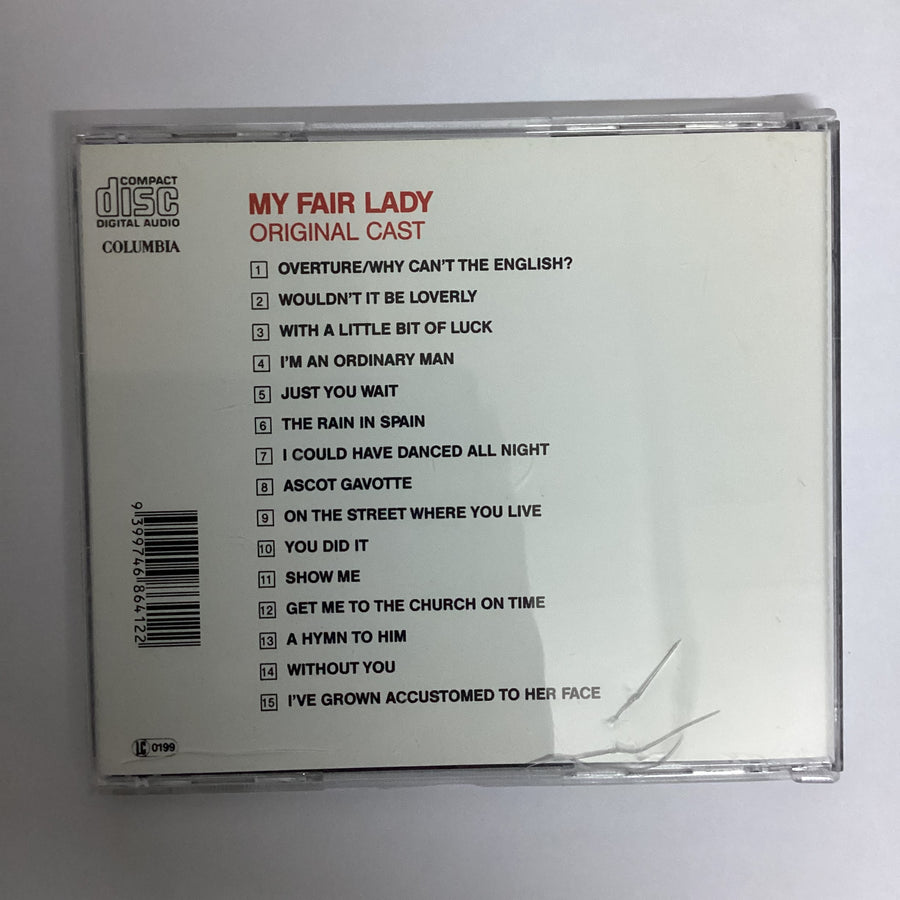 COMPACT
disc
DIGITAL AUDIO
COLUMBIA
MY FAIR LADY
ORIGINAL CAST
1 OVERTURE/WHY CAN'T THE ENGLISH?
2 WOULDN'T IT BE LOVERLY
3 WITH A LITTLE BIT OF LUCK
4 I'M AN ORDINARY MAN
5 JUST YOU WAIT
6 THE RAIN IN SPAIN
7 I COULD HAVE DANCED ALL NIGHT
8 ASCOT GAVOTTE
9 ON THE STREET WHERE YOU LIVE
10 YOU DID IT
11 SHOW ME
12 GET ME TO THE CHURCH ON TIME
13 A HYMN TO HIM
14 WITHOUT YOU
15 I'VE GROWN ACCUSTOMED TO HER FACE
9 399746 864122
LC 0199